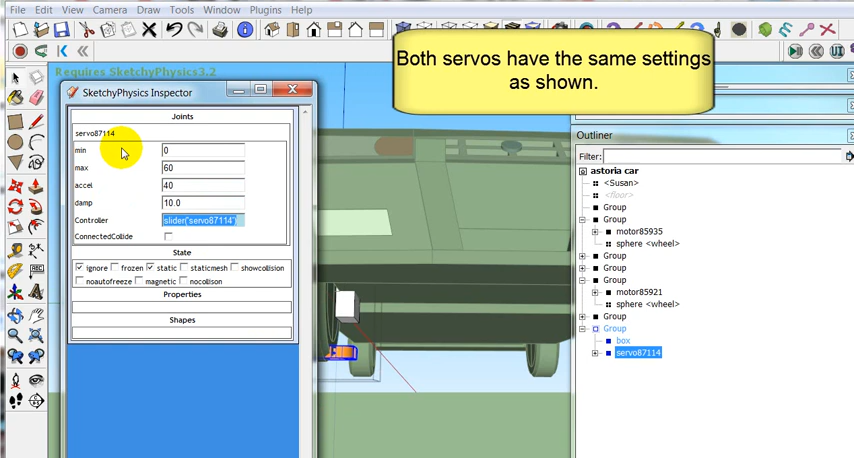 File Edit View Camera Draw Tools Window Plugins Help
Requires SketchyPhysics3.2
Both servos have the same settings
as shown.
SketchyPhysics Inspector
Joints
servo87114
min 0
max 60
accel 40
damp 10.0
Controller slider("servo87114")
ConnectedCollide
State
ignore frozen static staticmesh showcollision
noautofreeze magnetic nocollison
Properties
Shapes
UI
ABC
Outliner
Filter:
astoria car
<Susan>
<floor>
Group
Group
motor85935
sphere <wheel>
Group
Group
Group
motor85921
sphere <wheel>
Group
Group
box
servo87114